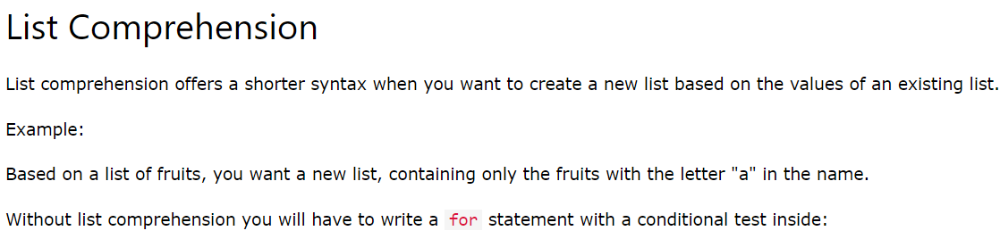 List Comprehension
List comprehension offers a shorter syntax when you want to create a new list based on the values of an existing list.
Example:
Based on a list of fruits, you want a new list, containing only the fruits with the letter "a" in the name.
Without list comprehension you will have to write a for statement with a conditional test inside: